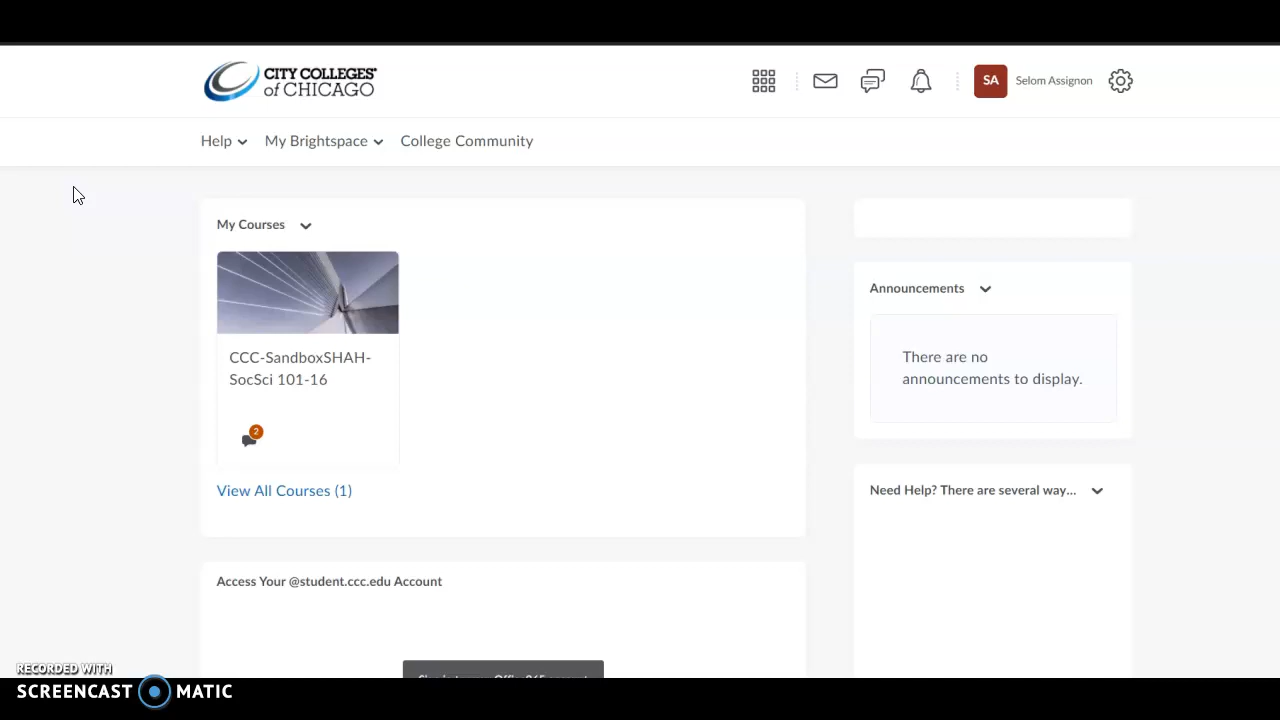 CITY COLLEGES®
of CHICAGO
SA
Selom Assignon
Help
My Brightspace
College Community
My Courses
CCC-SandboxSHAH-
SocSci 101-16
2
View All Courses (1)
Announcements
There are no
announcements to display.
Need Help? There are several way...
Access Your @student.ccc.edu Account
RECORDED WITH
SCREENCAST MATIC